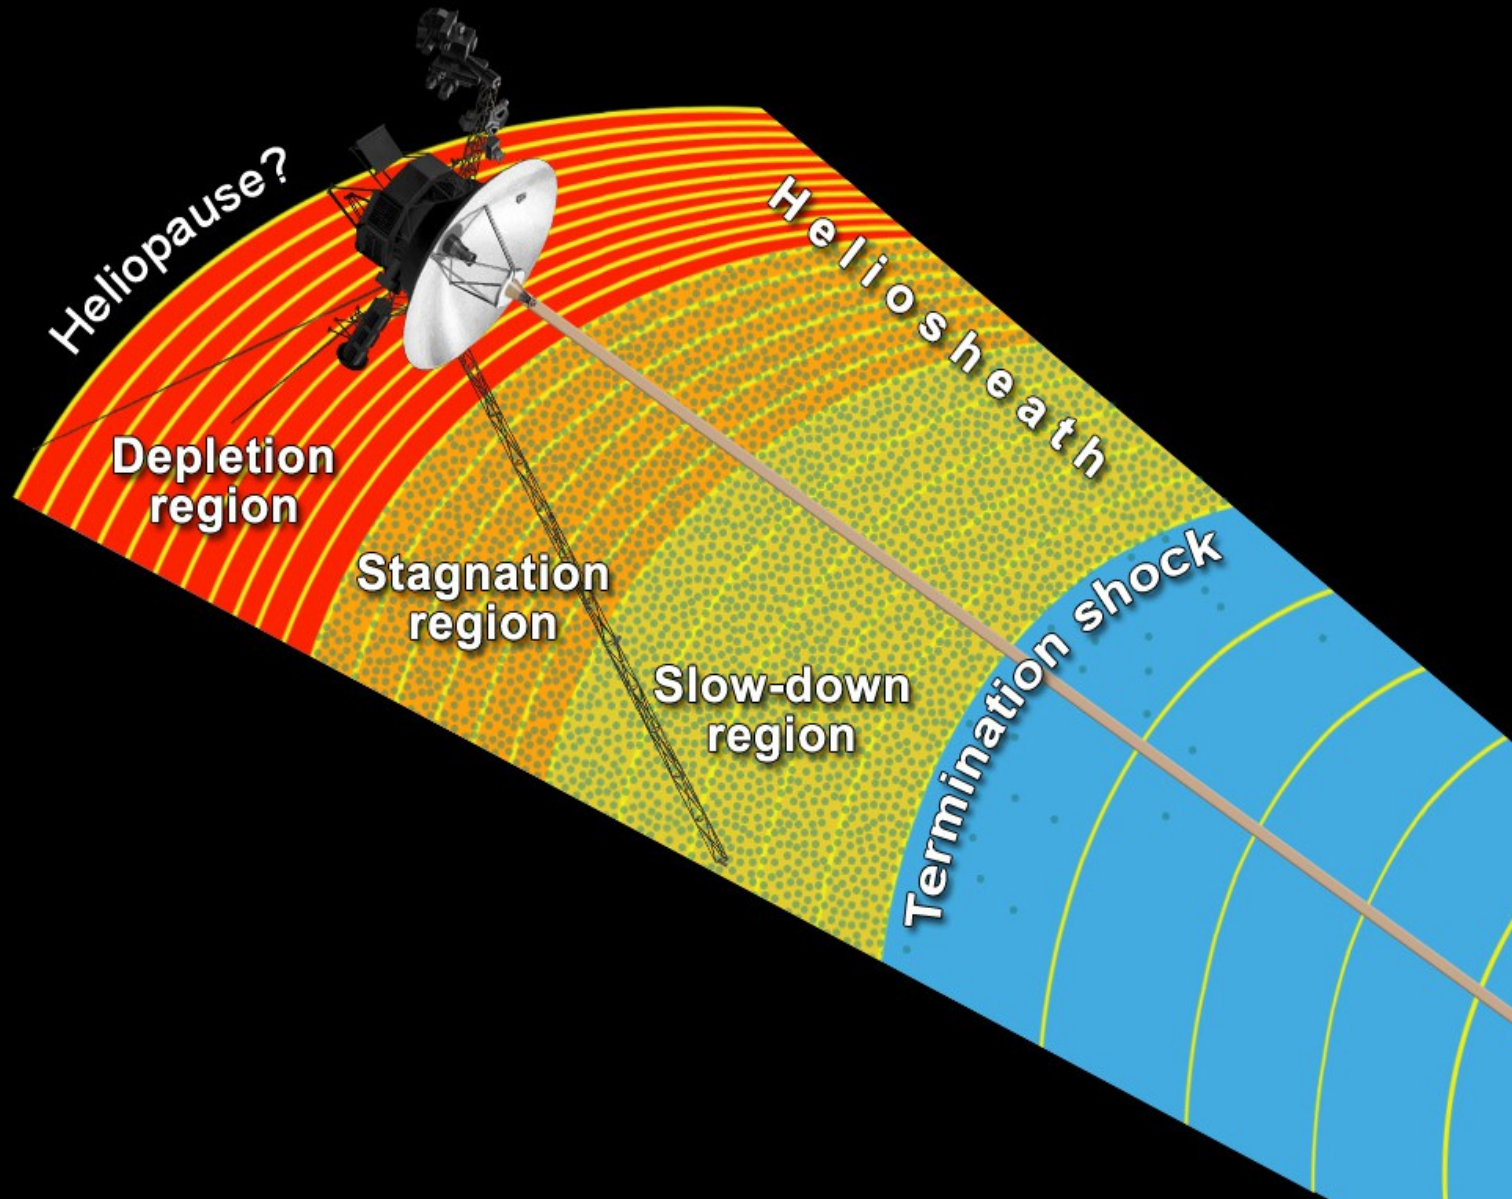 Heliopause?
Heliosheath
Depletion
region
Stagnation
region
Slow-down
region
Termination shock